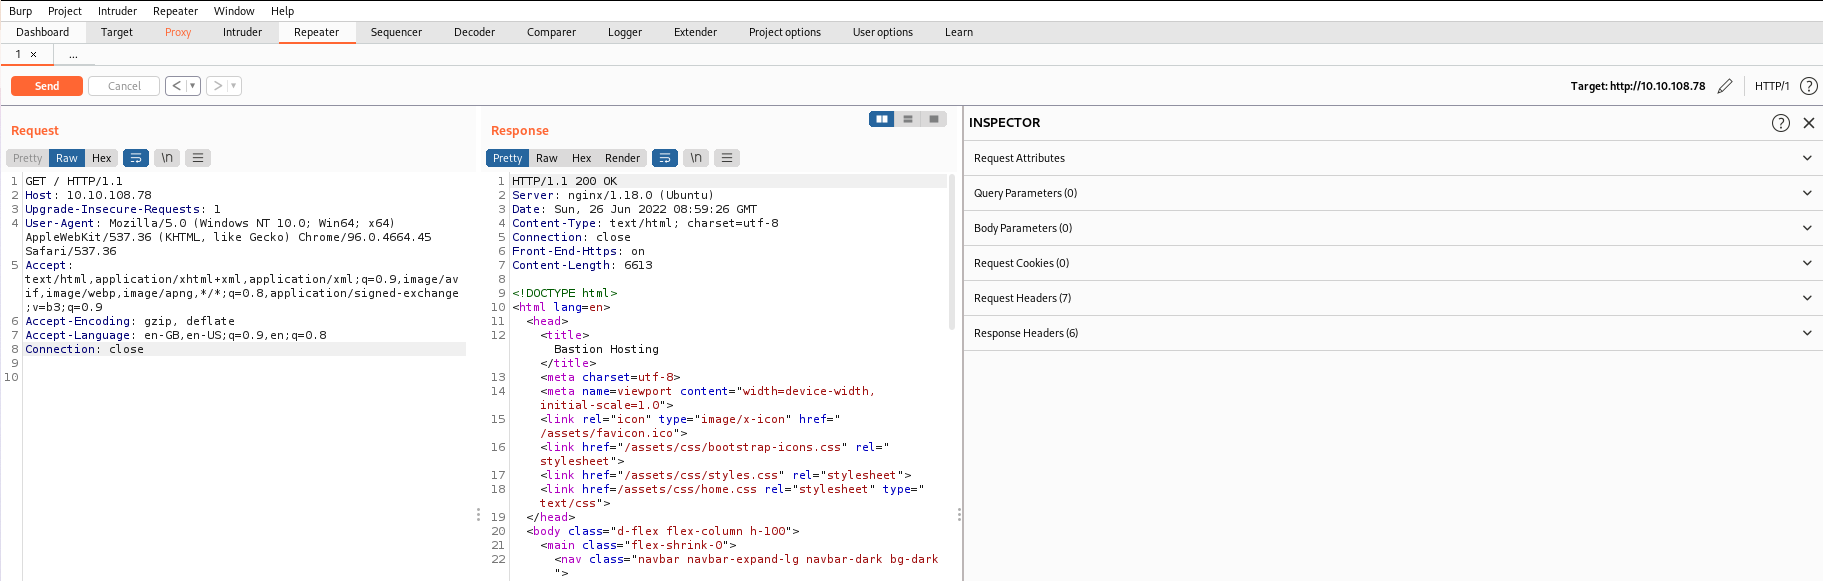 Burp Project Intruder Repeater Window Help
Dashboard Target Proxy Intruder Repeater Sequencer Decoder Comparer Logger Extender Project options User options Learn
1 × ...
Send Cancel < > Target: http://10.10.108.78 HTTP/1 ?
Request
Pretty Raw Hex \n
1 GET / HTTP/1.1
2 Host: 10.10.108.78
3 Upgrade-Insecure-Requests: 1
4 User-Agent: Mozilla/5.0 (Windows NT 10.0; Win64; x64)
AppleWebKit/537.36 (KHTML, like Gecko) Chrome/96.0.4664.45
Safari/537.36
5 Accept:
text/html,application/xhtml+xml,application/xml;q=0.9,image/av
if,image/webp,image/apng,*/*;q=0.8,application/signed-exchange
;v=b3;q=0.9
6 Accept-Encoding: gzip, deflate
7 Accept-Language: en-GB,en-US;q=0.9,en;q=0.8
8 Connection: close
9
10
Response
Pretty Raw Hex Render \n
1 HTTP/1.1 200 OK
2 Server: nginx/1.18.0 (Ubuntu)
3 Date: Sun, 26 Jun 2022 08:59:26 GMT
4 Content-Type: text/html; charset=utf-8
5 Connection: close
6 Front-End-Https: on
7 Content-Length: 6613
8
9 <!DOCTYPE html>
10 <html lang=en>
11 <head>
12 <title>
Bastion Hosting
</title>
13 <meta charset=utf-8>
14 <meta name=viewport content="width=device-width,
initial-scale=1.0">
15 <link rel="icon" type="image/x-icon" href="
/assets/favicon.ico">
16 <link href="/assets/css/bootstrap-icons.css" rel="
stylesheet">
17 <link href="/assets/css/styles.css" rel="stylesheet">
18 <link href=/assets/css/home.css rel="stylesheet" type="
text/css">
19 </head>
20 <body class="d-flex flex-column h-100">
21 <main class="flex-shrink-0">
22 <nav class="navbar navbar-expand-lg navbar-dark bg-dark
">
INSPECTOR ?
Request Attributes
Query Parameters (0)
Body Parameters (0)
Request Cookies (0)
Request Headers (7)
Response Headers (6)